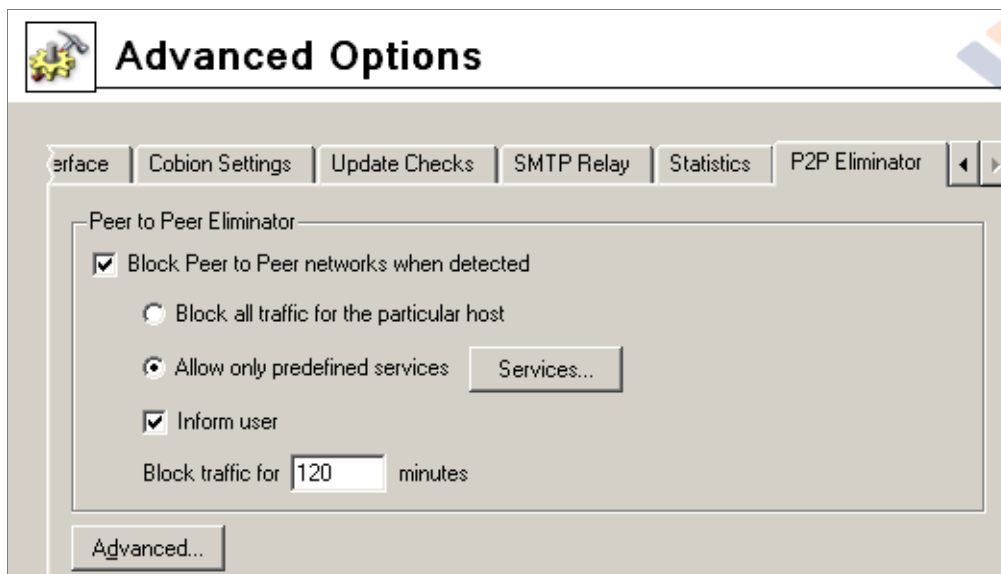 Advanced Options
erface Cobion Settings Update Checks SMTP Relay Statistics P2P Eliminator
Peer to Peer Eliminator
Block Peer to Peer networks when detected
Block all traffic for the particular host
Allow only predefined services Services...
Inform user
Block traffic for 120 minutes
Advanced...